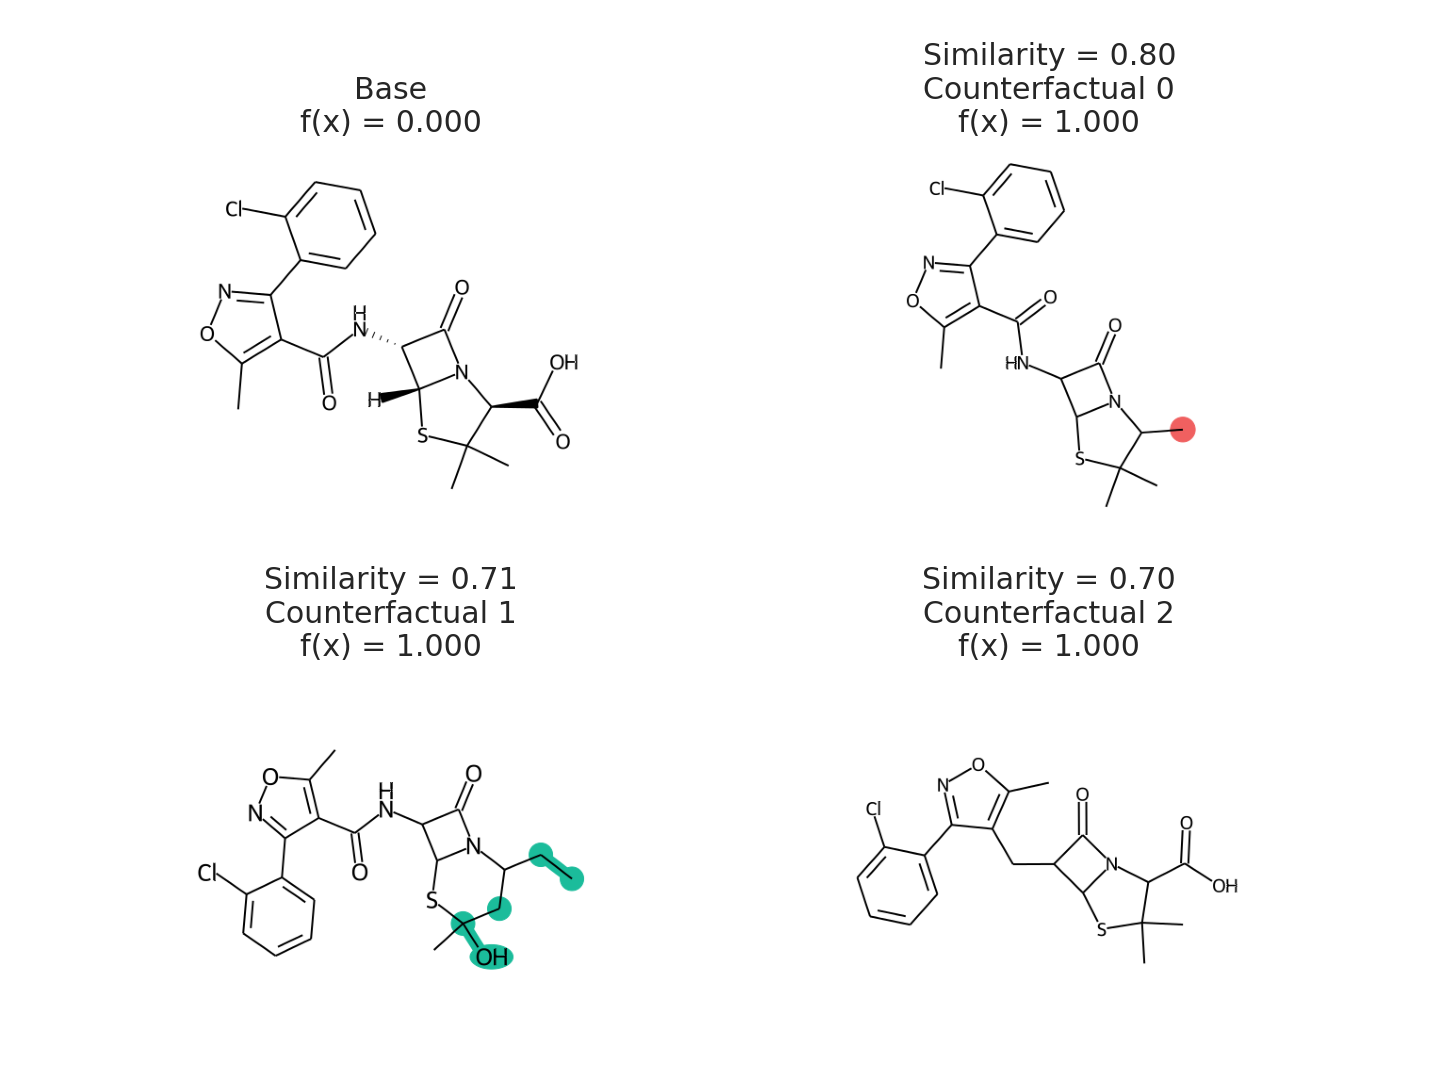 Base
f(x) = 0.000
Cl
N
O
H
N
O
O
N
H
S
OH
O
Similarity = 0.80
Counterfactual 0
f(x) = 1.000
Cl
N
O
O
HN
O
N
S
Similarity = 0.71
Counterfactual 1
f(x) = 1.000
O
N
Cl
H
N
O
O
N
S
OH
Similarity = 0.70
Counterfactual 2
f(x) = 1.000
O
N
Cl
O
N
S
O
OH